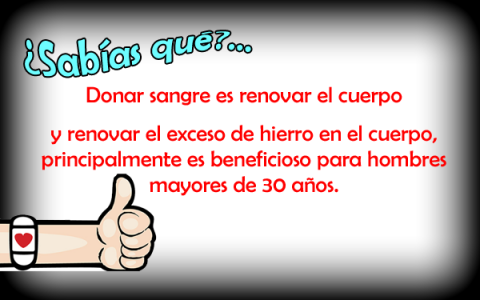 ¿Sabías qué?...
Donar sangre es renovar el cuerpo
y renovar el exceso de hierro en el cuerpo,
principalmente es beneficioso para hombres
mayores de 30 años.